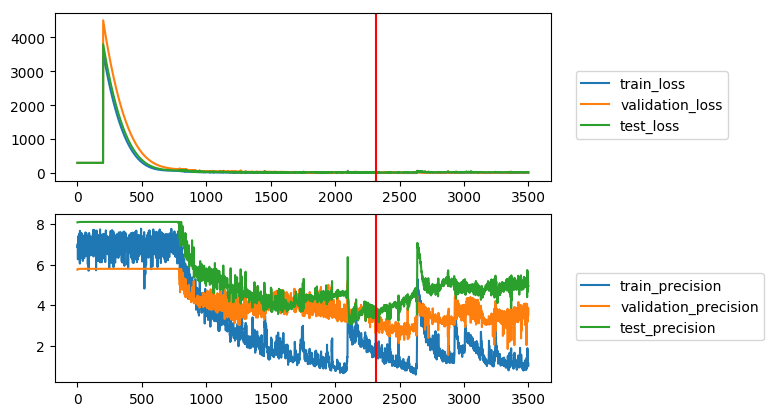 4000
3000
2000
1000
0
0 500 1000 1500 2000 2500 3000 3500
train_loss
validation_loss
test_loss
8
6
4
2
0 500 1000 1500 2000 2500 3000 3500
train_precision
validation_precision
test_precision